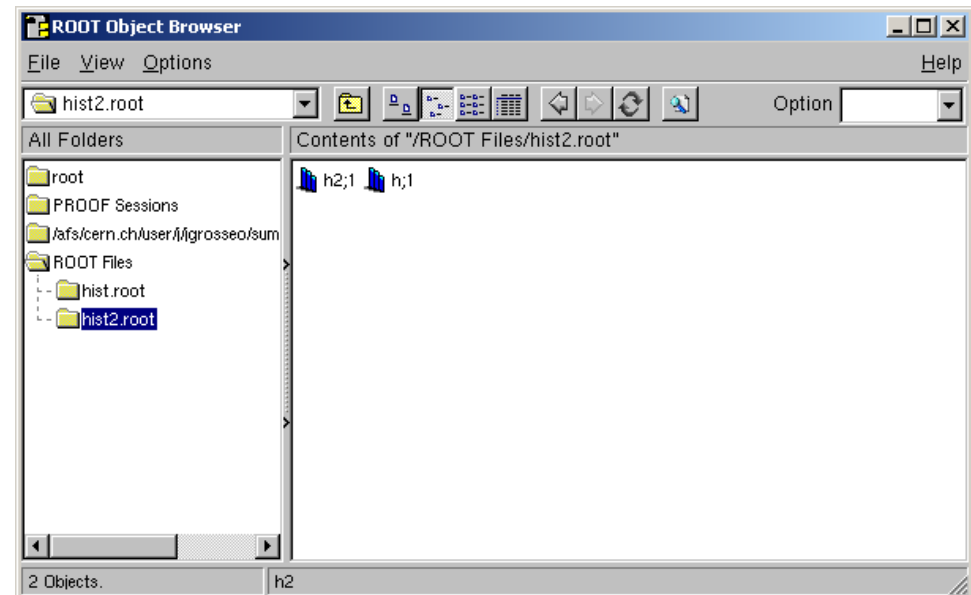 ROOT Object Browser
File View Options Help
hist2.root Option
All Folders Contents of "/ROOT Files/hist2.root"
root
h2;1 h;1
PROOF Sessions
/afs/cern.ch/user/j/jgrosseo/sum
ROOT Files
hist.root
hist2.root
2 Objects. h2